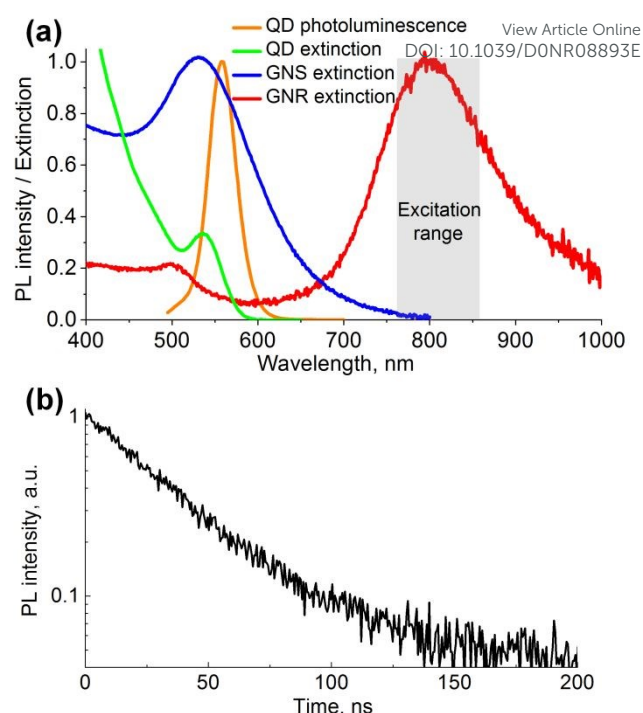 (a)
QD photoluminescence
QD extinction
GNS extinction
GNR extinction
View Article Online
DOI: 10.1039/D0NR08893E
PL intensity / Extinction
1.0
0.8
0.6
0.4
0.2
0.0
Excitation
range
400 500 600 700 800 900 1000
Wavelength, nm
(b)
PL intensity, a.u.
1
0.1
0 50 100 150 200
Time, ns